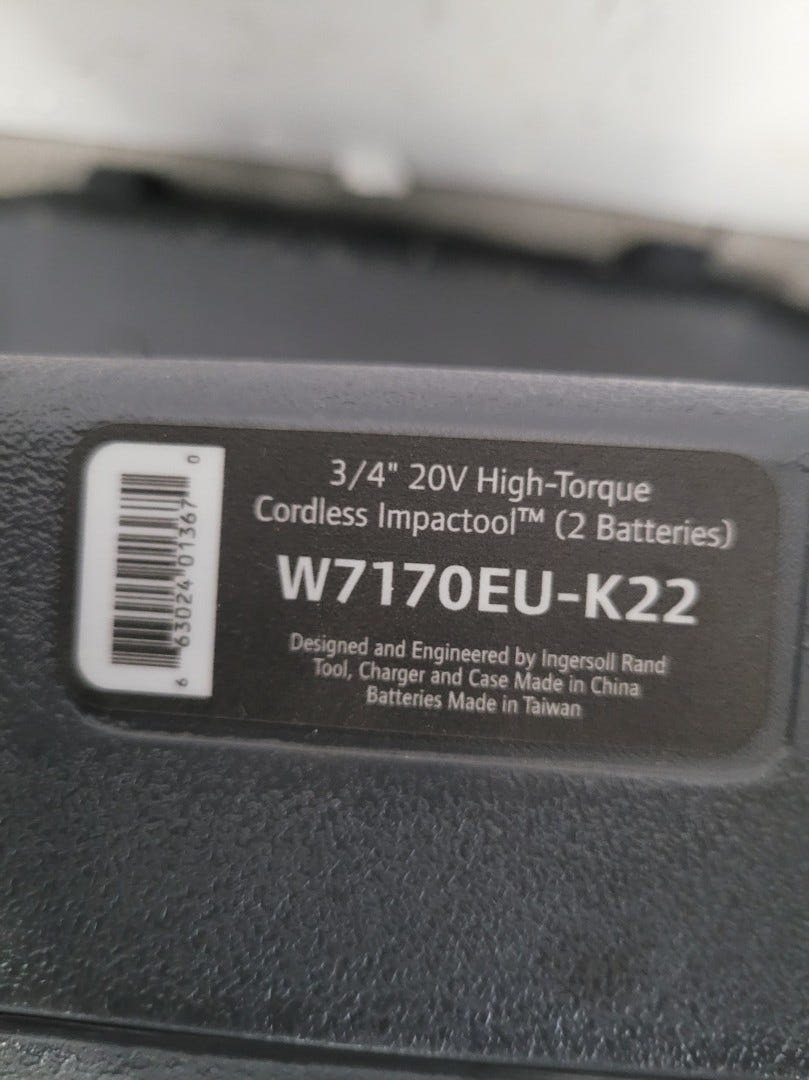 3/4" 20V High-Torque
Cordless Impactool™ (2 Batteries)
W7170EU-K22
Designed and Engineered by Ingersoll Rand
Tool, Charger and Case Made in China
Batteries Made in Taiwan
6 63024 01367 0